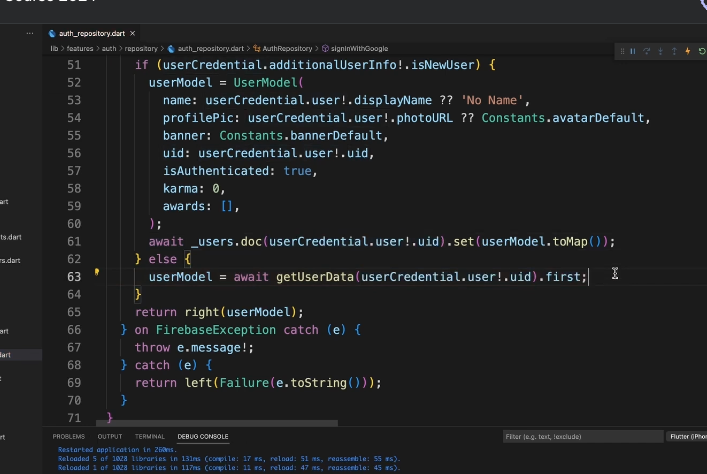 auth_repository.dart ×
lib > features > auth > repository > auth_repository.dart > AuthRepository > signInWithGoogle
51 if (userCredential.additionalUserInfo!.isNewUser) {
52 userModel = UserModel(
53 name: userCredential.user!.displayName ?? 'No Name',
54 profilePic: userCredential.user!.photoURL ?? Constants.avatarDefault,
55 banner: Constants.bannerDefault,
56 uid: userCredential.user!.uid,
57 isAuthenticated: true,
58 karma: 0,
59 awards: [],
60 );
61 await _users.doc(userCredential.user!.uid).set(userModel.toMap());
62 } else {
63 userModel = await getUserData(userCredential.user!.uid).first;
64 }
65 return right(userModel);
66 } on FirebaseException catch (e) {
67 throw e.message!;
68 } catch (e) {
69 return left(Failure(e.toString()));
70 }
71 }
art
ts.dart
rs.dart
art
dart
rt
PROBLEMS OUTPUT TERMINAL DEBUG CONSOLE Filter (e.g. text, !exclude) Flutter (iPhon
Restarted application in 260ms.
Reloaded 5 of 1028 libraries in 131ms (compile: 17 ms, reload: 51 ms, reassemble: 55 ms).
Reloaded 1 of 1028 libraries in 117ms (compile: 11 ms, reload: 47 ms, reassemble: 45 ms).